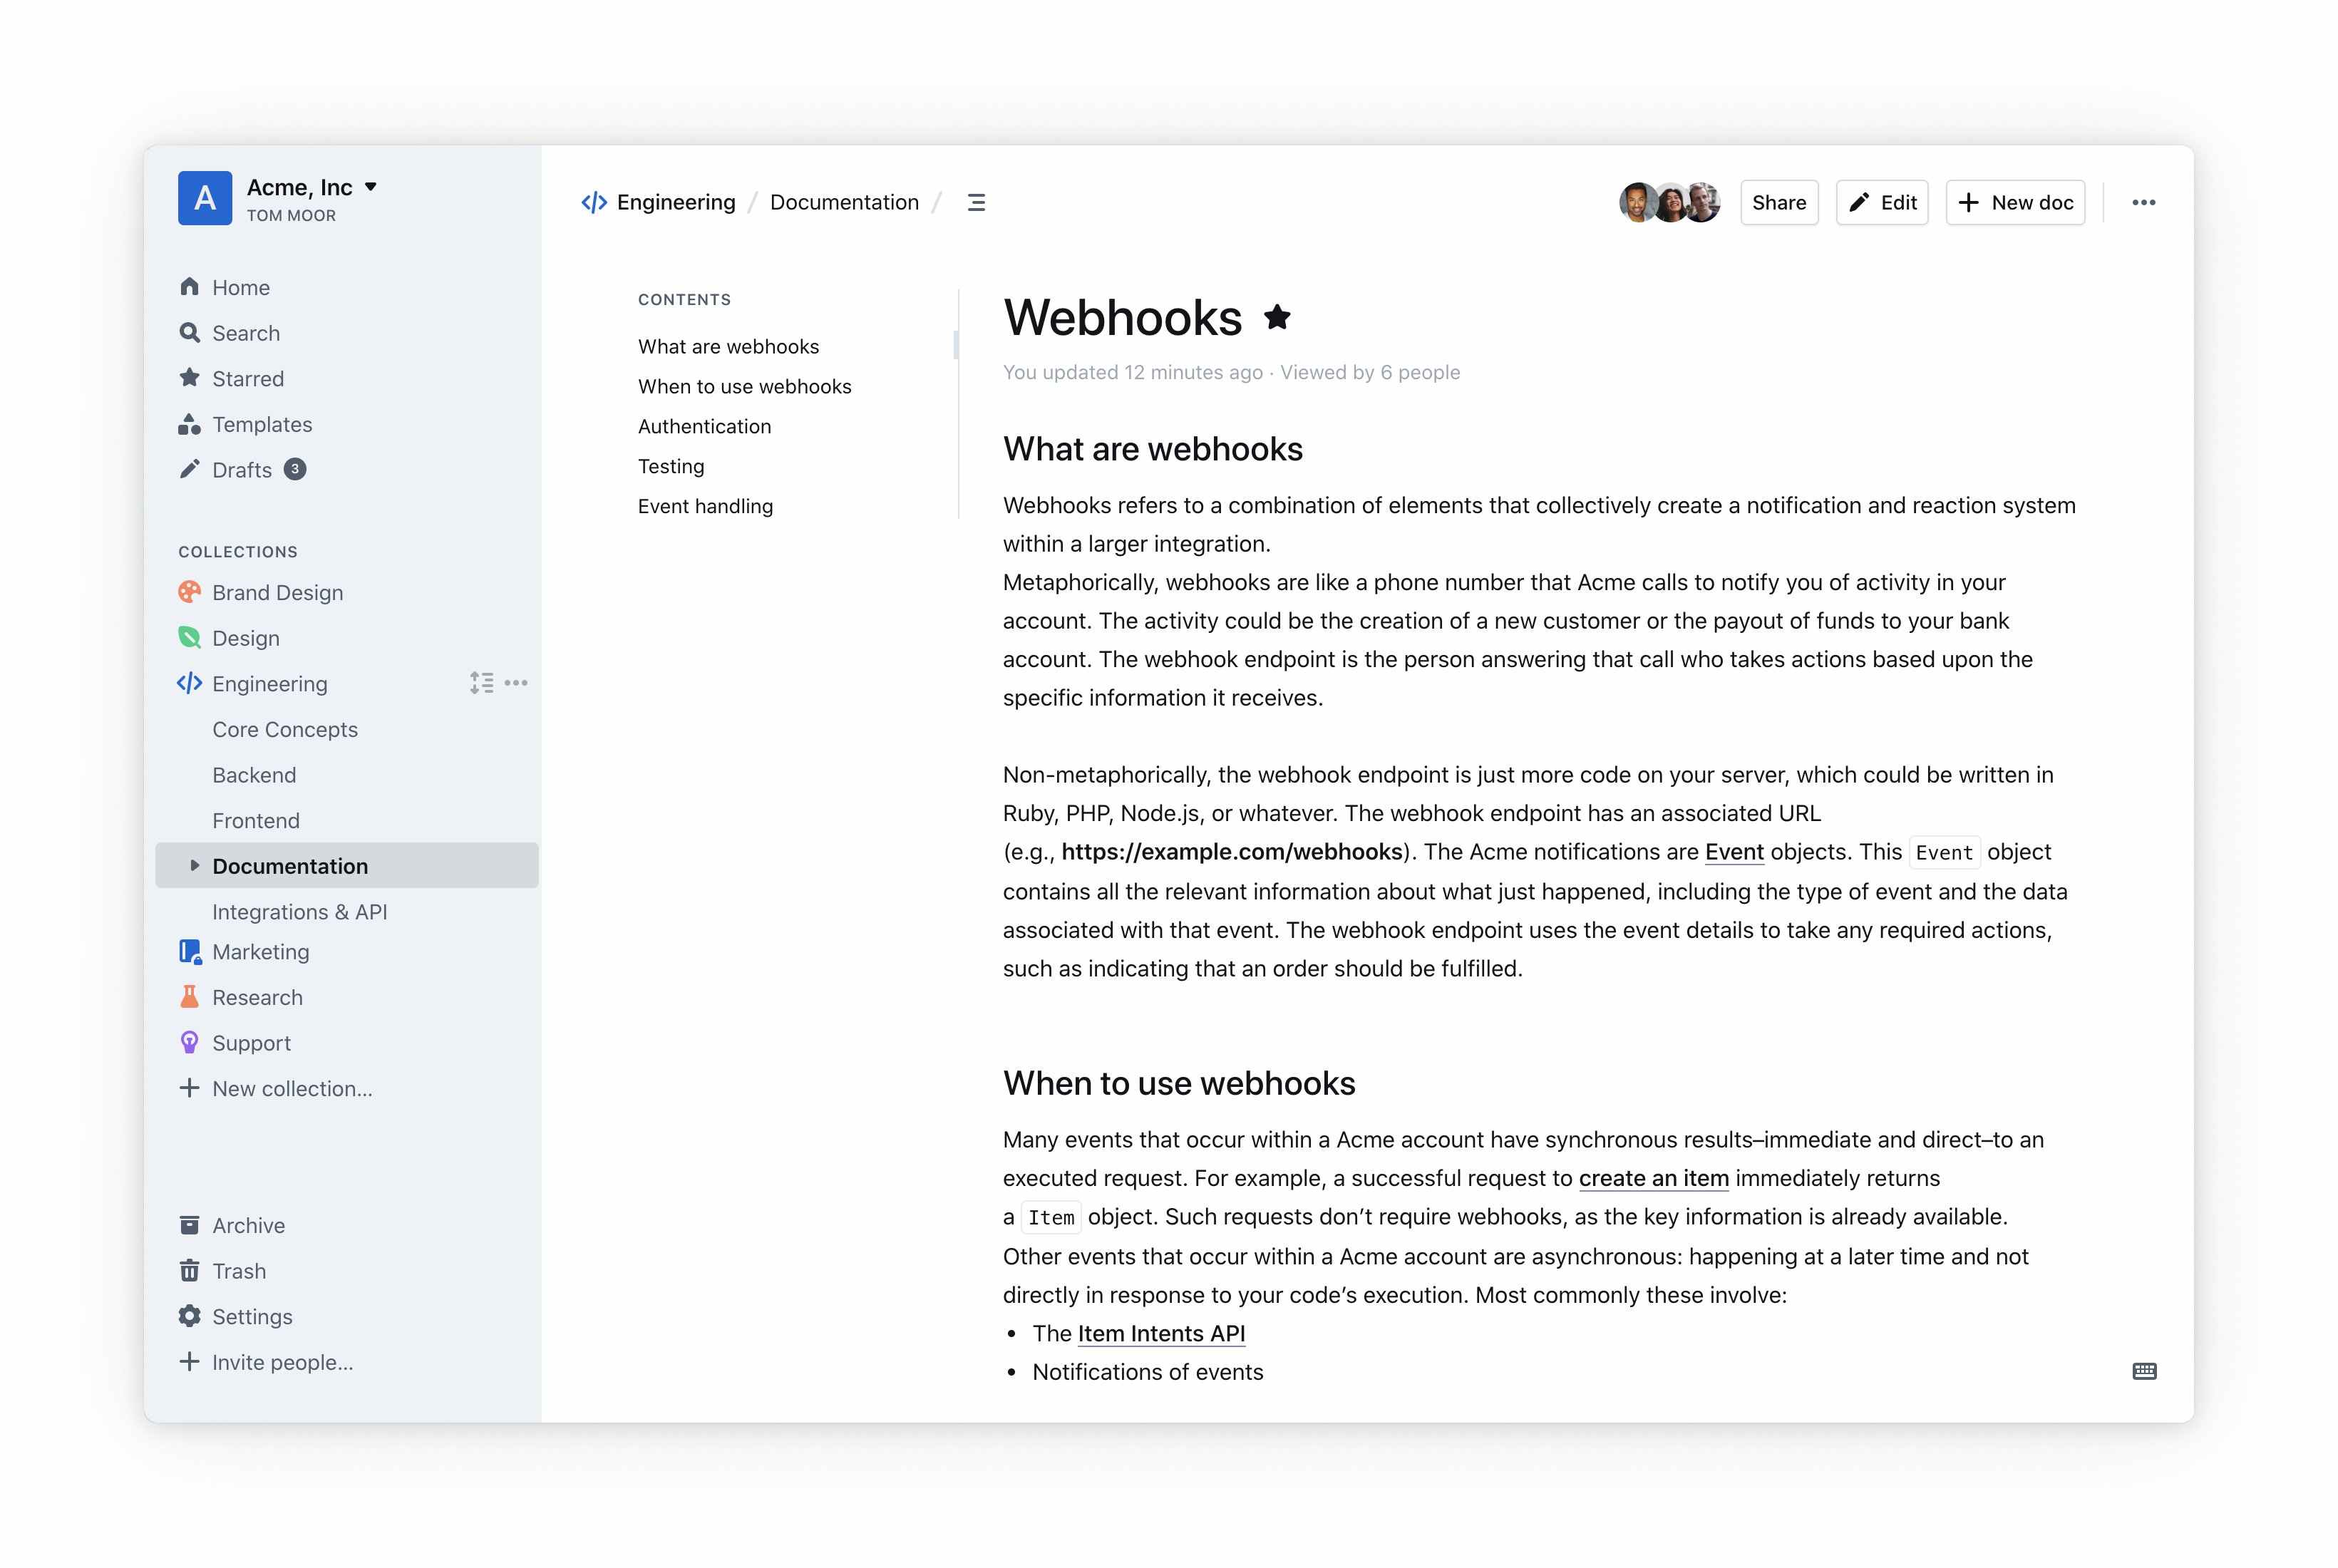 A
Acme, Inc
TOM MOOR
Home
Search
Starred
Templates
Drafts 3
COLLECTIONS
Brand Design
Design
Engineering
Core Concepts
Backend
Frontend
Documentation
Integrations & API
Marketing
Research
Support
New collection...
Archive
Trash
Settings
Invite people...
Engineering / Documentation /
Share
Edit
New doc
CONTENTS
What are webhooks
When to use webhooks
Authentication
Testing
Event handling
Webhooks
You updated 12 minutes ago · Viewed by 6 people
What are webhooks
Webhooks refers to a combination of elements that collectively create a notification and reaction system
within a larger integration.
Metaphorically, webhooks are like a phone number that Acme calls to notify you of activity in your
account. The activity could be the creation of a new customer or the payout of funds to your bank
account. The webhook endpoint is the person answering that call who takes actions based upon the
specific information it receives.
Non-metaphorically, the webhook endpoint is just more code on your server, which could be written in
Ruby, PHP, Node.js, or whatever. The webhook endpoint has an associated URL
(e.g., https://example.com/webhooks). The Acme notifications are Event objects. This Event object
contains all the relevant information about what just happened, including the type of event and the data
associated with that event. The webhook endpoint uses the event details to take any required actions,
such as indicating that an order should be fulfilled.
When to use webhooks
Many events that occur within a Acme account have synchronous results–immediate and direct–to an
executed request. For example, a successful request to create an item immediately returns
a Item object. Such requests don’t require webhooks, as the key information is already available.
Other events that occur within a Acme account are asynchronous: happening at a later time and not
directly in response to your code’s execution. Most commonly these involve:
• The Item Intents API
• Notifications of events